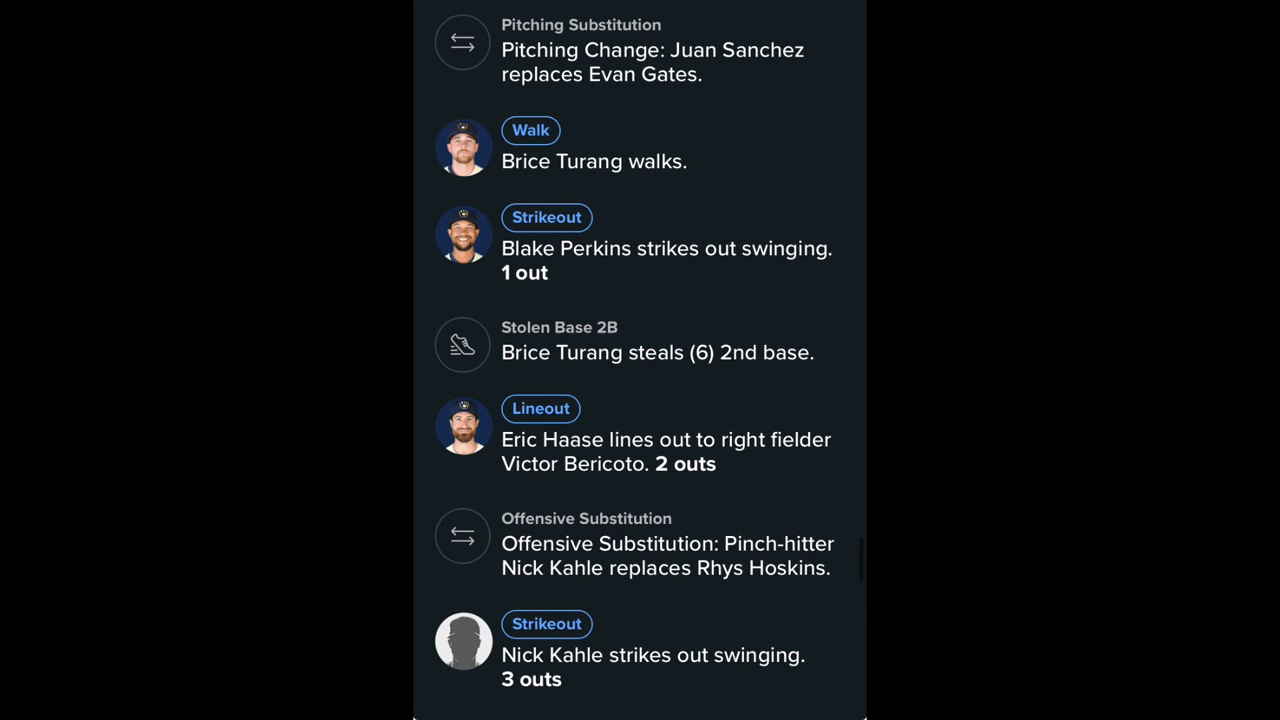 Pitching Substitution
Pitching Change: Juan Sanchez
replaces Evan Gates.
Walk
Brice Turang walks.
Strikeout
Blake Perkins strikes out swinging.
1 out
Stolen Base 2B
Brice Turang steals (6) 2nd base.
Lineout
Eric Haase lines out to right fielder
Victor Bericoto. 2 outs
Offensive Substitution
Offensive Substitution: Pinch-hitter
Nick Kahle replaces Rhys Hoskins.
Strikeout
Nick Kahle strikes out swinging.
3 outs